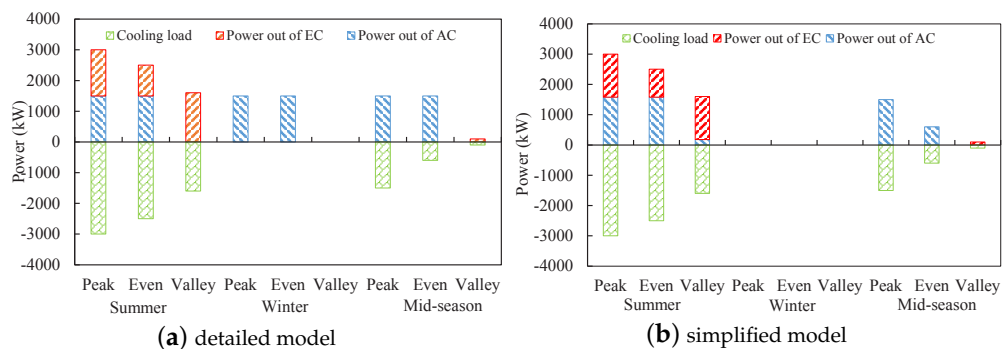 4000
3000
2000
1000
0
-1000
-2000
-3000
-4000
Power (kW)
Cooling load Power out of EC Power out of AC
Peak Even Valley Peak Even Valley Peak Even Valley
Summer Winter Mid-season
(a) detailed model
4000
3000
2000
1000
0
-1000
-2000
-3000
-4000
Power (kW)
Cooling load Power out of EC Power out of AC
Peak Even Valley Peak Even Valley Peak Even Valley
Summer Winter Mid-season
(b) simplified model